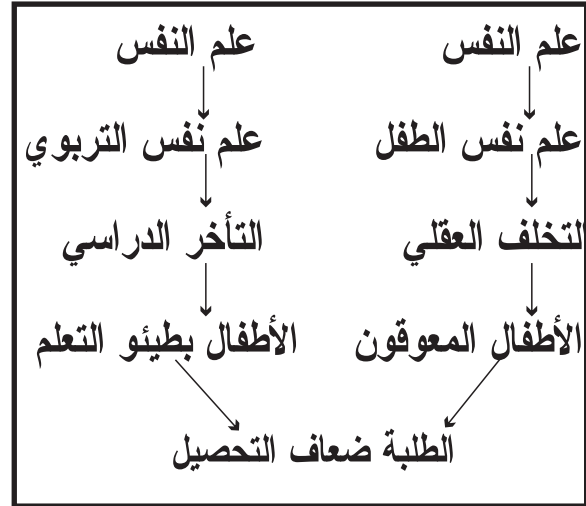 علم النفس
علم النفس
علم نفس الطفل
علم نفس التربوي
التخلف العقلي
التأخر الدراسي
الأطفال المعوقون
الأطفال بطيئو التعلم
الطلبة ضعاف التحصيل